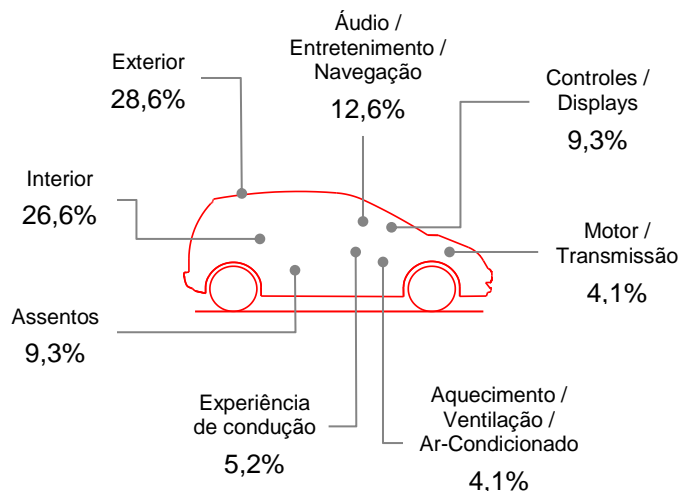 Áudio /
Entretenimento /
Navegação
12,6%
Exterior
28,6%
Controles /
Displays
9,3%
Interior
26,6%
Motor /
Transmissão
4,1%
Assentos
9,3%
Experiência
de condução
5,2%
Aquecimento /
Ventilação /
Ar-Condicionado
4,1%